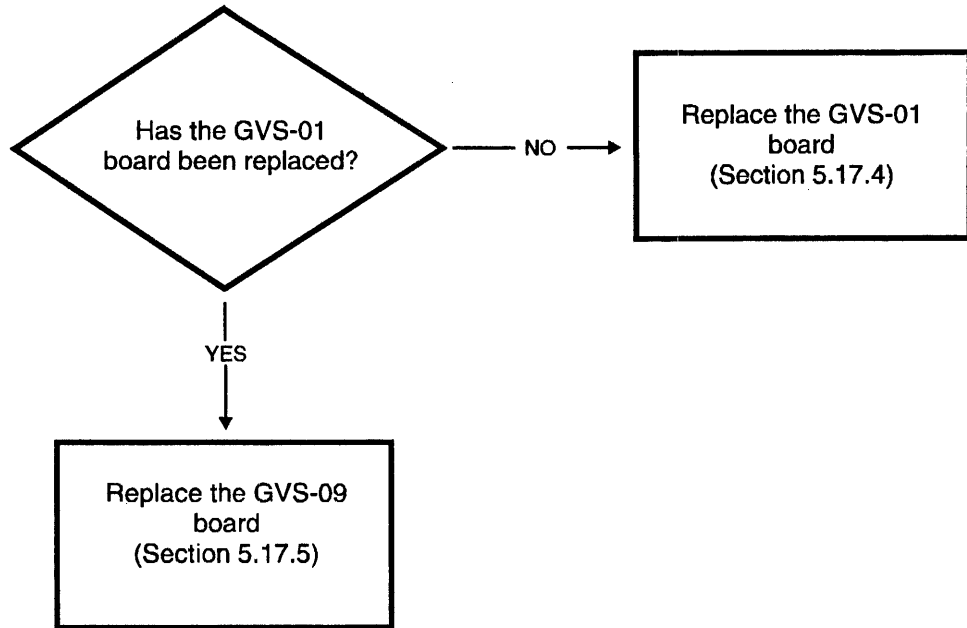 Has the GVS-01
board been replaced?
NO
Replace the GVS-01
board
(Section 5.17.4)
YES
Replace the GVS-09
board
(Section 5.17.5)